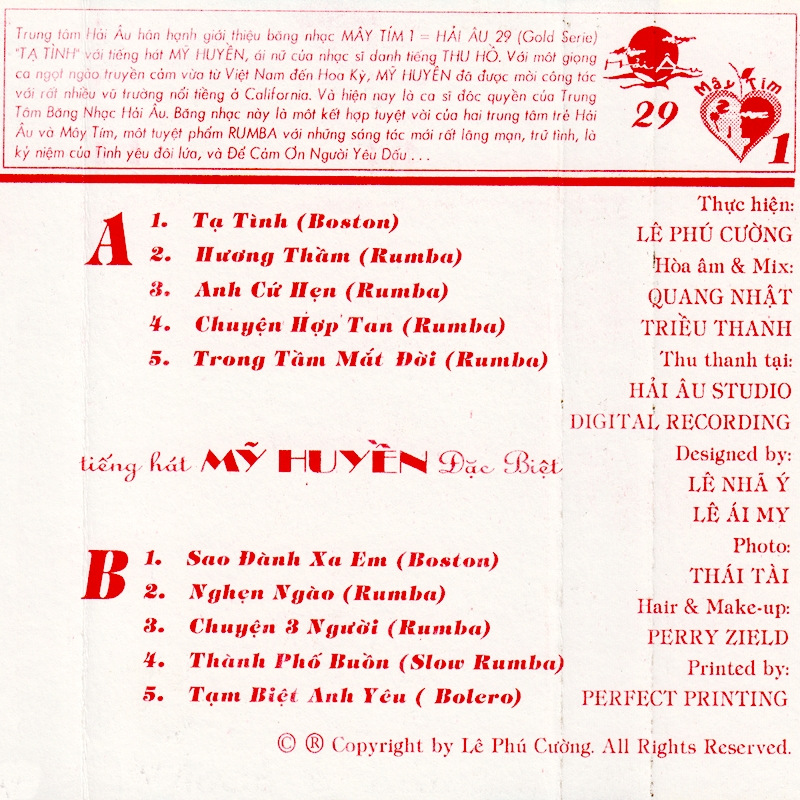 Trung tâm Hải Âu hân hạnh giới thiệu băng nhạc MÂY TÍM 1 = HẢI ÂU 29 (Gold Serie)
"TẠ TÌNH" với tiếng hát MỸ HUYỀN, ái nữ của nhạc sĩ danh tiếng THU HỒ. Với một giọng
ca ngọt ngào truyền cảm vừa từ Việt Nam đến Hoa Kỳ, MỸ HUYỀN đã được mời cộng tác
với rất nhiều vũ trường nổi tiếng ở California. Và hiện nay là ca sĩ độc quyền của Trung
Tâm Băng Nhạc Hải Âu. Băng nhạc này là một kết hợp tuyệt vời của hai trung tâm trẻ Hải
Âu và Mây Tím, một tuyệt phẩm RUMBA với những sáng tác mới rất lãng mạn, trữ tình, là
kỷ niệm của Tình yêu đôi lứa, và Để Cảm Ơn Người Yêu Dấu . . .
Hải Âu
29
Mây Tím
1
A
1. Tạ Tình (Boston)
2. Hương Thầm (Rumba)
3. Anh Cứ Hẹn (Rumba)
4. Chuyện Hợp Tan (Rumba)
5. Trong Tầm Mắt Đời (Rumba)
tiếng hát MỸ HUYỀN Đặc Biệt
B
1. Sao Đành Xa Em (Boston)
2. Nghẹn Ngào (Rumba)
3. Chuyện 3 Người (Rumba)
4. Thành Phố Buồn (Slow Rumba)
5. Tạm Biệt Anh Yêu ( Bolero)
Thực hiện:
LÊ PHÚ CƯỜNG
Hòa âm & Mix:
QUANG NHẬT
TRIỀU THANH
Thu thanh tại:
HẢI ÂU STUDIO
DIGITAL RECORDING
Designed by:
LÊ NHÃ Ý
LÊ ÁI MY
Photo:
THÁI TÀI
Hair & Make-up:
PERRY ZIELD
Printed by:
PERFECT PRINTING
© ® Copyright by Lê Phú Cường. All Rights Reserved.